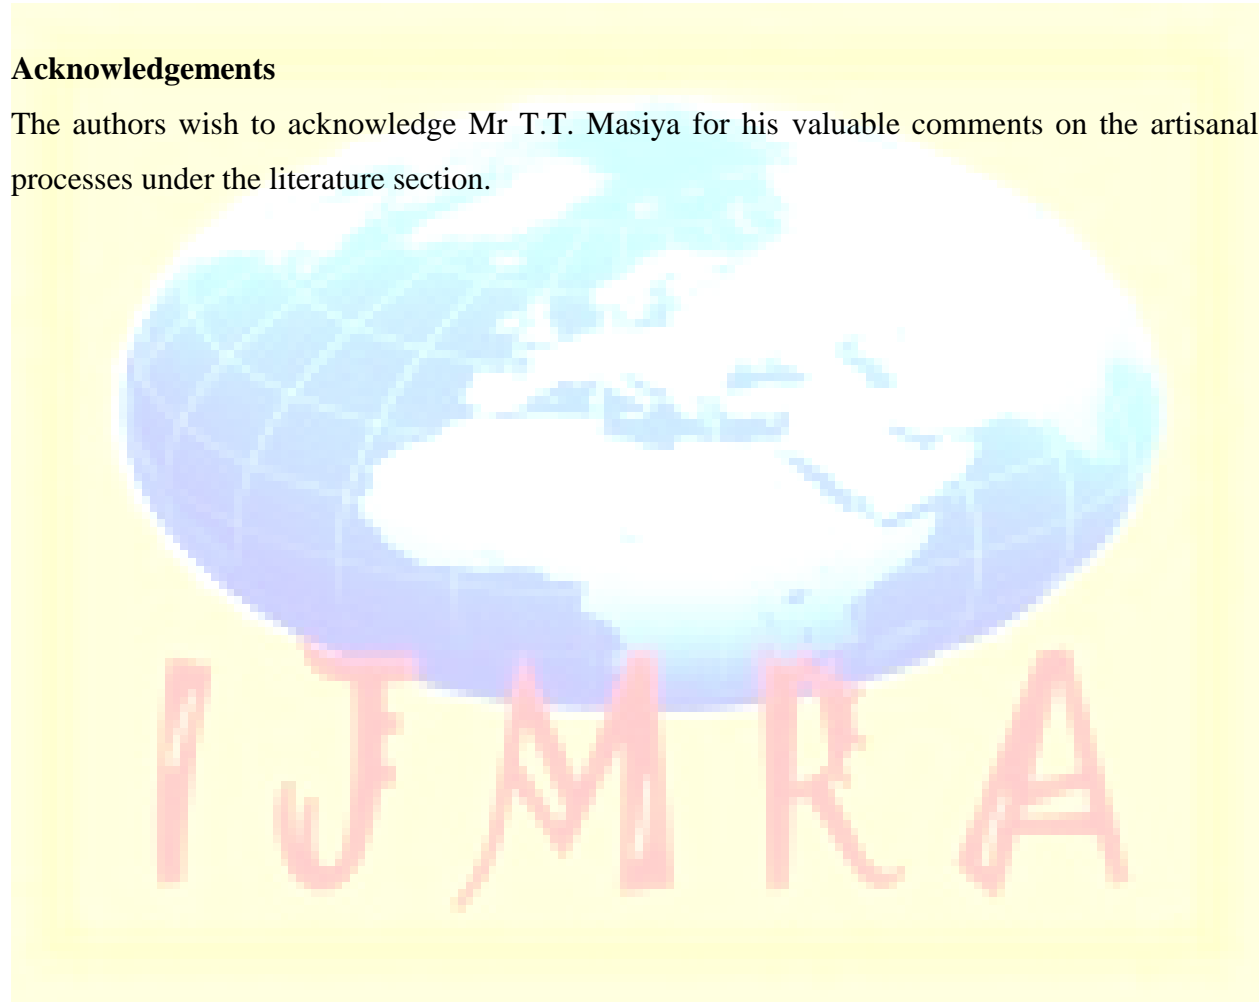 Acknowledgements
The authors wish to acknowledge Mr T.T. Masiya for his valuable comments on the artisanal
processes under the literature section.
IJMRA